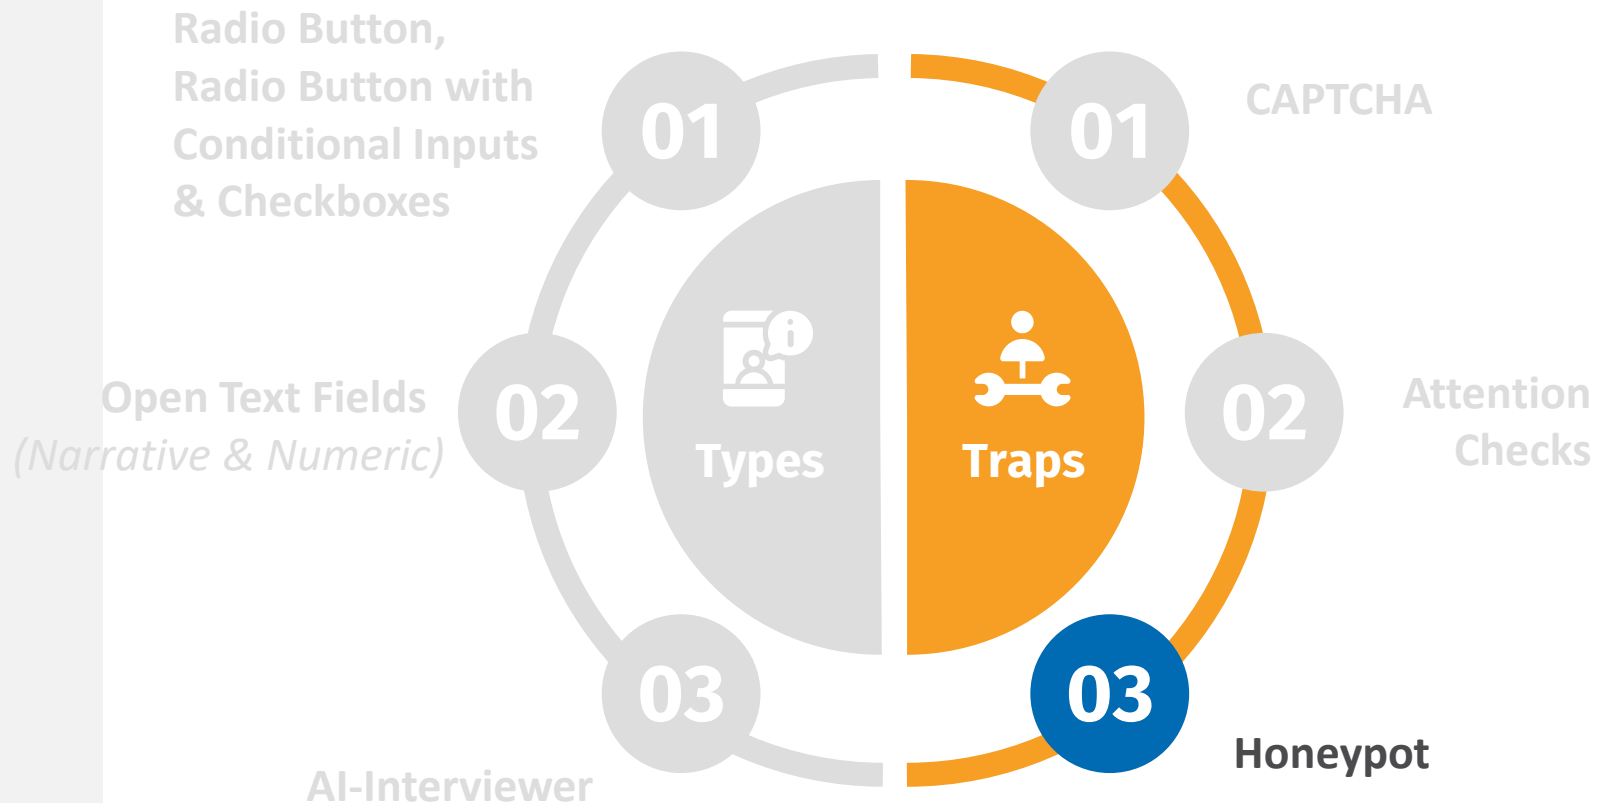 Radio Button,
Radio Button with
Conditional Inputs
& Checkboxes
01
Open Text Fields
(Narrative & Numeric)
02
03
AI-Interviewer
Types
Traps
01
CAPTCHA
02
Attention
Checks
03
Honeypot